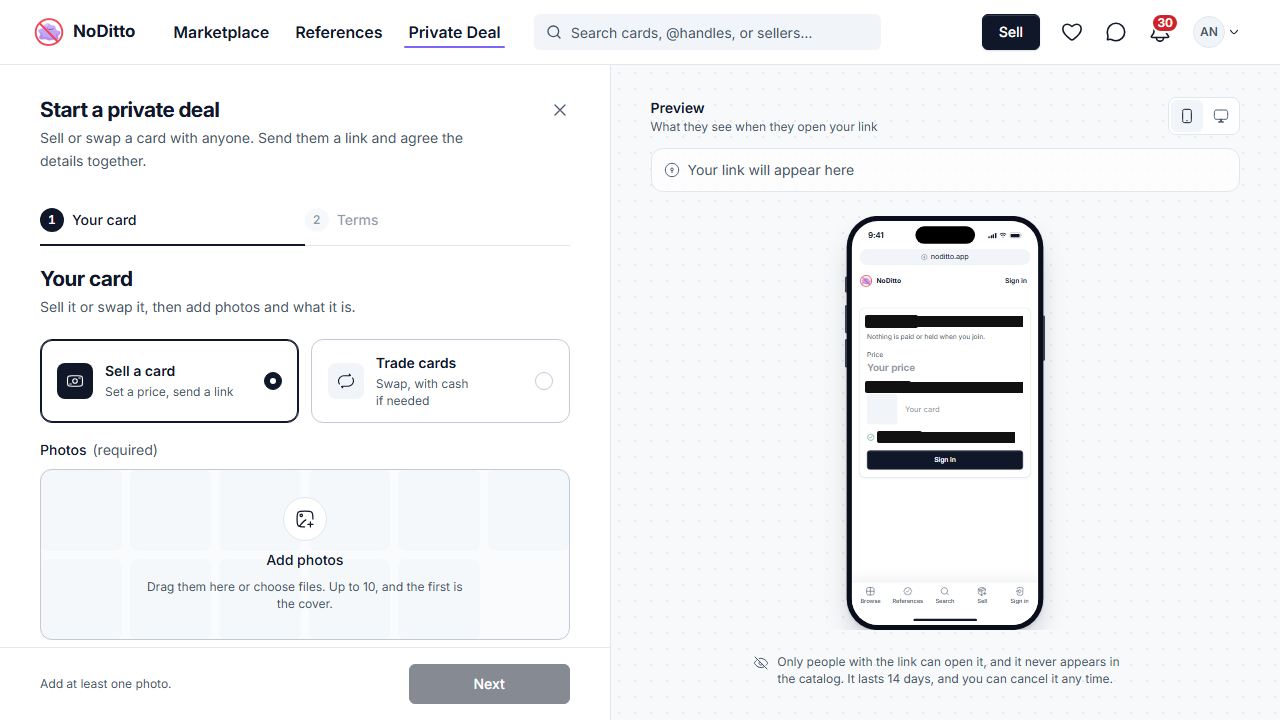 NoDitto
Marketplace
References
Private Deal
Search cards, @handles, or sellers...
Sell
30
AN
Start a private deal
Sell or swap a card with anyone. Send them a link and agree the
details together.
1 Your card
2 Terms
Your card
Sell it or swap it, then add photos and what it is.
Sell a card
Set a price, send a link
Trade cards
Swap, with cash
if needed
Photos (required)
Add photos
Drag them here or choose files. Up to 10, and the first is
the cover.
Add at least one photo.
Next
Preview
What they see when they open your link
Your link will appear here
9:41
noditto.app
NoDitto
Sign in
Nothing is paid or held when you join.
Price
Your price
Your card
Sign in
Browse
References
Search
Sell
Sign in
Only people with the link can open it, and it never appears in
the catalog. It lasts 14 days, and you can cancel it any time.